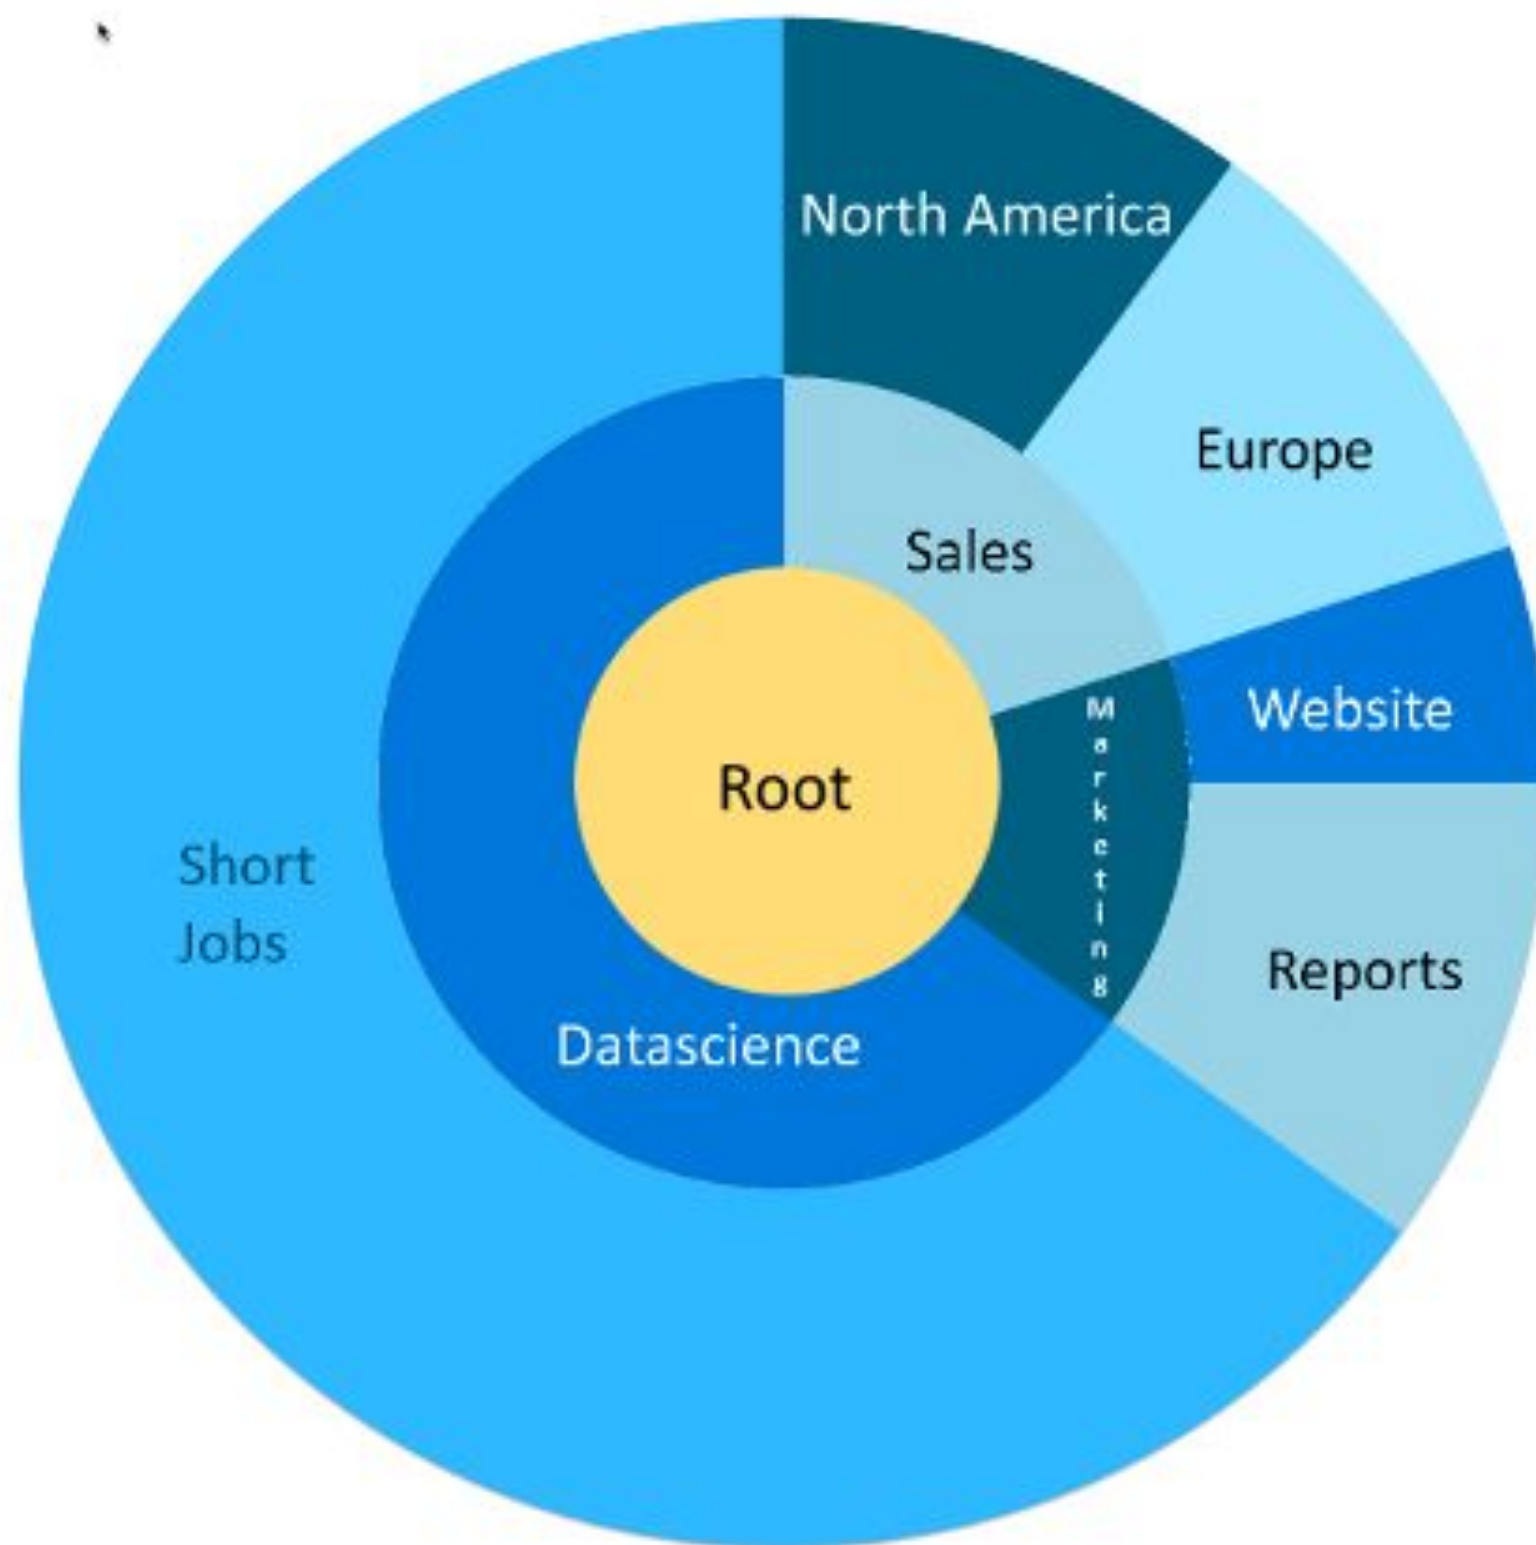 North America
Europe
Sales
Website
Marketing
Root
Short
Jobs
Reports
Datascience